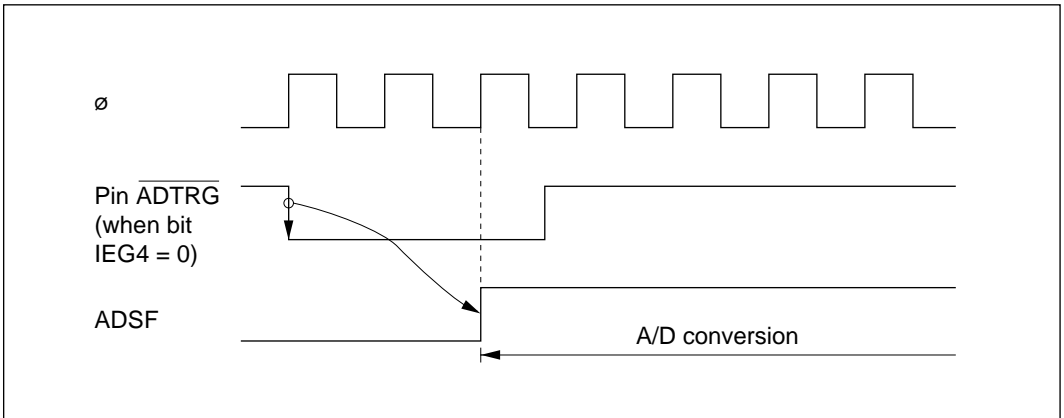 ø
Pin ADTRG
(when bit
IEG4 = 0)
ADSF
A/D conversion